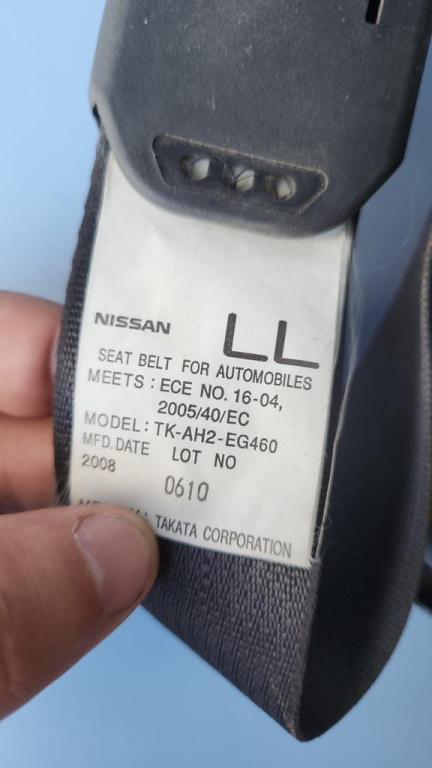 NISSAN LL
SEAT BELT FOR AUTOMOBILES
MEETS : ECE NO. 16-04,
2005/40/EC
MODEL: TK-AH2-EG460
MFD.DATE LOT NO
2008 0610
TAKATA CORPORATION